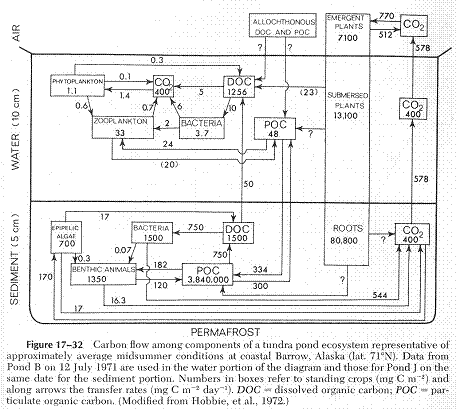 AIR
ALLOCHTHONOUS
DOC AND POC
EMERGENT
PLANTS
7100
770
512
CO2
578
?
?
WATER (10 cm)
0.3
PHYTOPLANKTON
1.1
0.1
1.4
CO2
400
5
DOC
1256
(23)
SUBMERSED
PLANTS
13,100
CO2
400
0.6
0.7
6
10
ZOOPLANKTON
33
2
BACTERIA
3.7
POC
48
?
24
(20)
578
50
SEDIMENT (5 cm)
17
EPIPELIC
ALGAE
700
BACTERIA
1500
750
DOC
1500
ROOTS
80,800
?
CO2
400
0.3
0.07
750
BENTHIC ANIMALS
1350
182
120
POC
3,840,000
334
300
?
170
16.3
544
17
PERMAFROST
Figure 17–32 Carbon flow among components of a tundra pond ecosystem representative of
approximately average midsummer conditions at coastal Barrow, Alaska (lat. 71°N). Data from
Pond B on 12 July 1971 are used in the water portion of the diagram and those for Pond J on the
same date for the sediment portion. Numbers in boxes refer to standing crops (mg C m−2) and
along arrows the transfer rates (mg C m−2 day−1). DOC = dissolved organic carbon; POC = par-
ticulate organic carbon. (Modified from Hobbie, et al., 1972.)